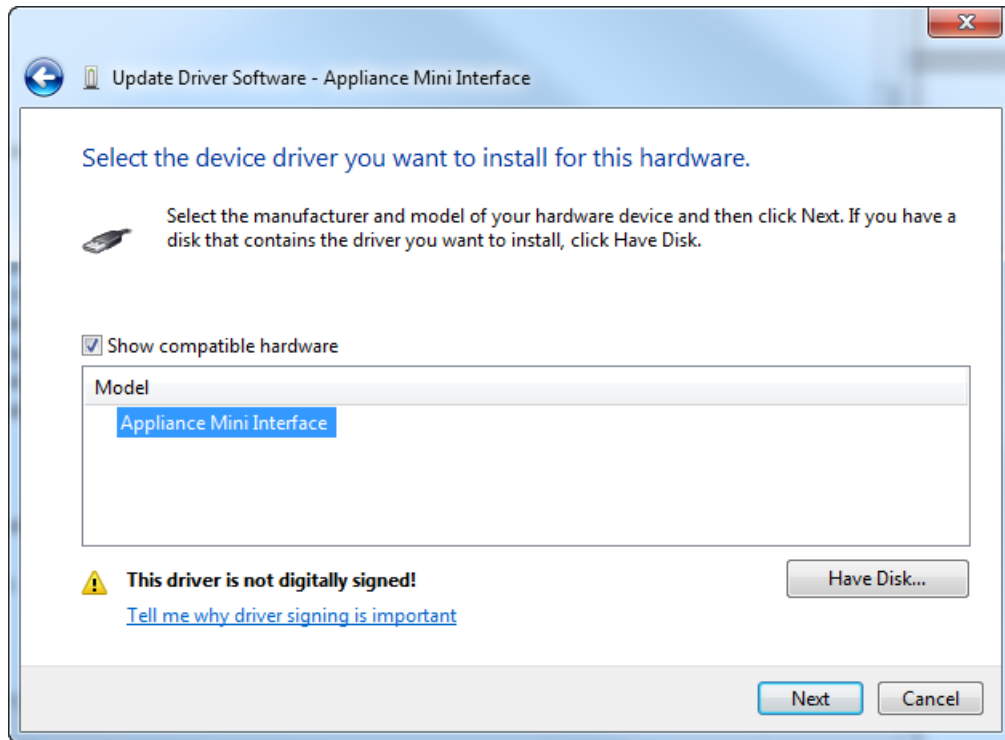 Update Driver Software - Appliance Mini Interface
Select the device driver you want to install for this hardware.
Select the manufacturer and model of your hardware device and then click Next. If you have a
disk that contains the driver you want to install, click Have Disk.
Show compatible hardware
Model
Appliance Mini Interface
This driver is not digitally signed!
Have Disk...
Tell me why driver signing is important
Next
Cancel